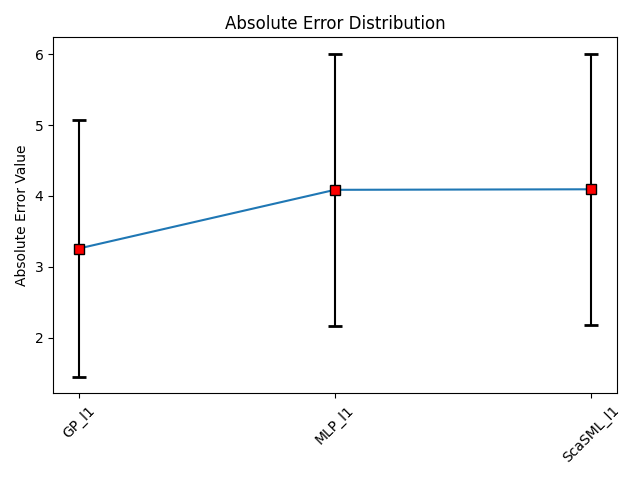 Absolute Error Distribution
Absolute Error Value
6
5
4
3
2
GP_l1
MLP_l1
ScaSML_l1